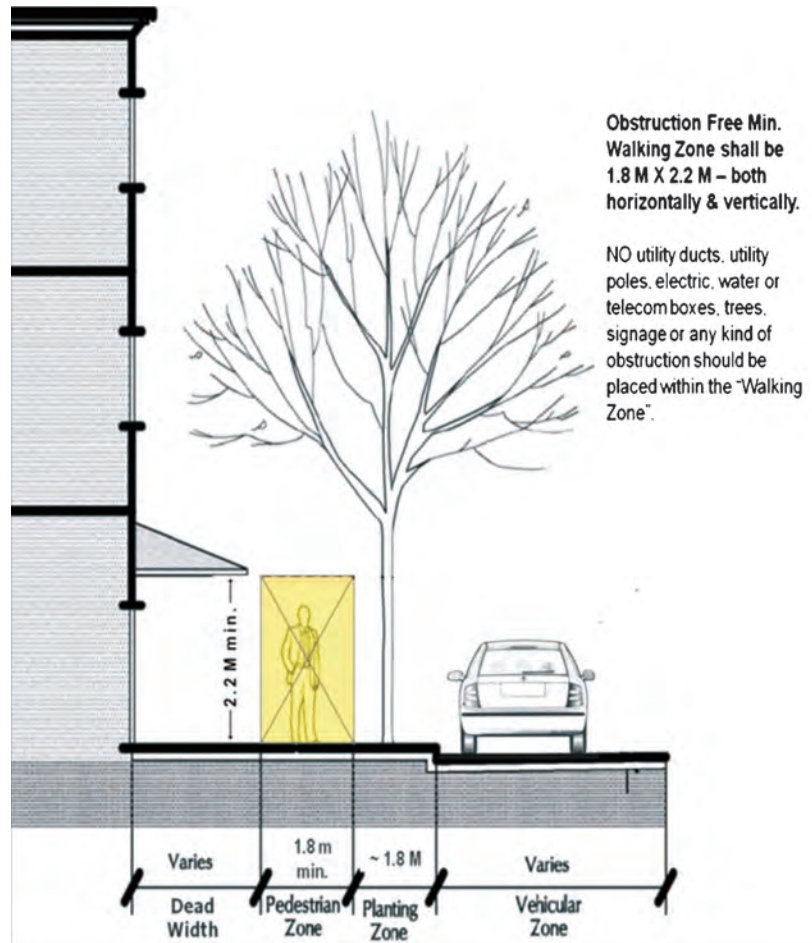 Obstruction Free Min.
Walking Zone shall be
1.8 M X 2.2 M – both
horizontally & vertically.
NO utility ducts, utility
poles, electric, water or
telecom boxes, trees,
signage or any kind of
obstruction should be
placed within the "Walking
Zone".
2.2 M min.
Varies
1.8 m
min.
~ 1.8 M
Varies
Dead
Width
Pedestrian
Zone
Planting
Zone
Vehicular
Zone